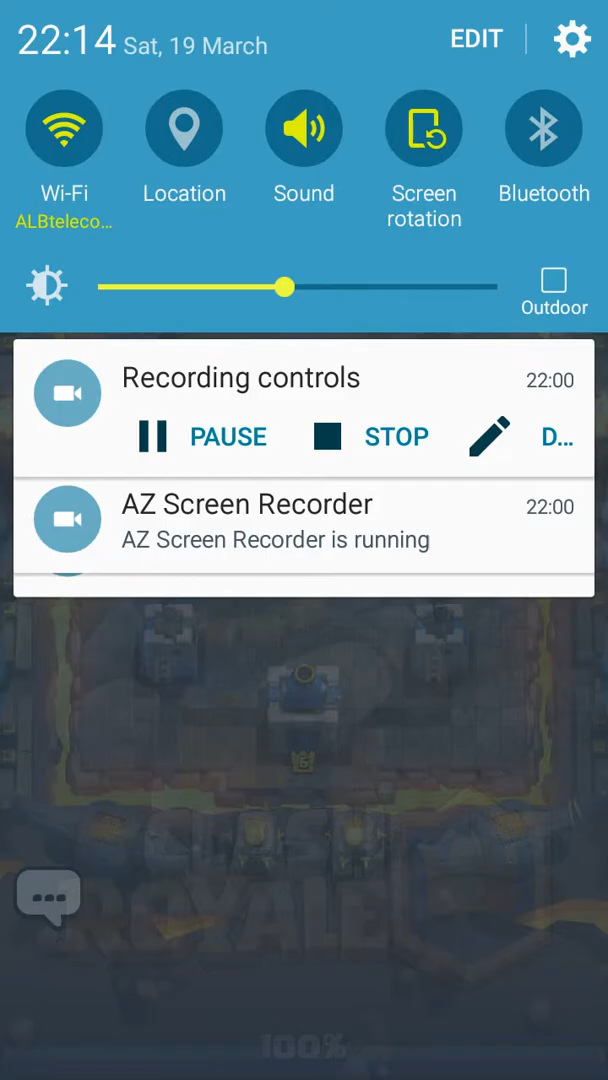 22:14 Sat, 19 March EDIT
Wi-Fi Location Sound Screen rotation Bluetooth
ALBteleco...
Outdoor
Recording controls 22:00
PAUSE STOP D...
AZ Screen Recorder 22:00
AZ Screen Recorder is running
ROYALE
100%